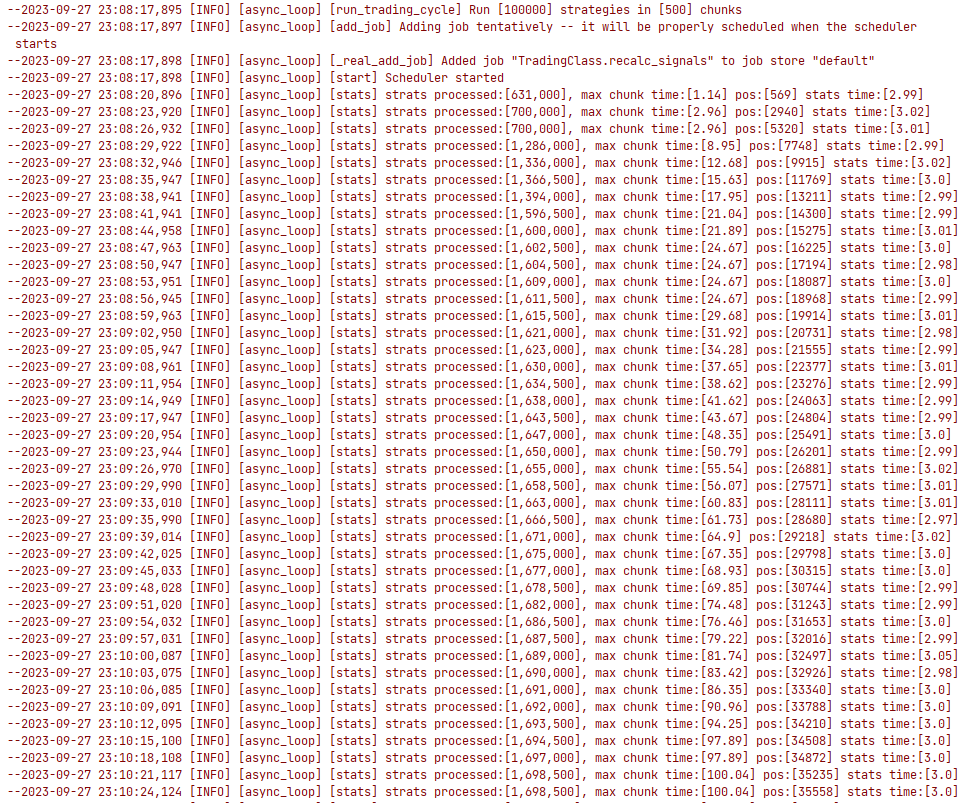 --2023-09-27 23:08:17,895 [INFO] [async_loop] [run_trading_cycle] Run [100000] strategies in [500] chunks
--2023-09-27 23:08:17,897 [INFO] [async_loop] [add_job] Adding job tentatively -- it will be properly scheduled when the scheduler
starts
--2023-09-27 23:08:17,898 [INFO] [async_loop] [_real_add_job] Added job "TradingClass.recalc_signals" to job store "default"
--2023-09-27 23:08:17,898 [INFO] [async_loop] [start] Scheduler started
--2023-09-27 23:08:20,896 [INFO] [async_loop] [stats] strats processed:[631,000], max chunk time:[1.14] pos:[569] stats time:[2.99]
--2023-09-27 23:08:23,920 [INFO] [async_loop] [stats] strats processed:[700,000], max chunk time:[2.96] pos:[2940] stats time:[3.02]
--2023-09-27 23:08:26,932 [INFO] [async_loop] [stats] strats processed:[700,000], max chunk time:[2.96] pos:[5320] stats time:[3.01]
--2023-09-27 23:08:29,922 [INFO] [async_loop] [stats] strats processed:[1,286,000], max chunk time:[8.95] pos:[7748] stats time:[2.99]
--2023-09-27 23:08:32,946 [INFO] [async_loop] [stats] strats processed:[1,336,000], max chunk time:[12.68] pos:[9915] stats time:[3.02]
--2023-09-27 23:08:35,947 [INFO] [async_loop] [stats] strats processed:[1,366,500], max chunk time:[15.63] pos:[11769] stats time:[3.0]
--2023-09-27 23:08:38,941 [INFO] [async_loop] [stats] strats processed:[1,394,000], max chunk time:[17.95] pos:[13211] stats time:[2.99]
--2023-09-27 23:08:41,941 [INFO] [async_loop] [stats] strats processed:[1,596,500], max chunk time:[21.04] pos:[14300] stats time:[2.99]
--2023-09-27 23:08:44,958 [INFO] [async_loop] [stats] strats processed:[1,600,000], max chunk time:[21.89] pos:[15275] stats time:[3.01]
--2023-09-27 23:08:47,963 [INFO] [async_loop] [stats] strats processed:[1,602,500], max chunk time:[24.67] pos:[16225] stats time:[3.0]
--2023-09-27 23:08:50,947 [INFO] [async_loop] [stats] strats processed:[1,604,500], max chunk time:[24.67] pos:[17194] stats time:[2.98]
--2023-09-27 23:08:53,951 [INFO] [async_loop] [stats] strats processed:[1,609,000], max chunk time:[24.67] pos:[18087] stats time:[3.0]
--2023-09-27 23:08:56,945 [INFO] [async_loop] [stats] strats processed:[1,611,500], max chunk time:[24.67] pos:[18968] stats time:[2.99]
--2023-09-27 23:08:59,963 [INFO] [async_loop] [stats] strats processed:[1,615,500], max chunk time:[29.68] pos:[19914] stats time:[3.01]
--2023-09-27 23:09:02,950 [INFO] [async_loop] [stats] strats processed:[1,621,000], max chunk time:[31.92] pos:[20731] stats time:[2.98]
--2023-09-27 23:09:05,947 [INFO] [async_loop] [stats] strats processed:[1,623,000], max chunk time:[34.28] pos:[21555] stats time:[2.99]
--2023-09-27 23:09:08,961 [INFO] [async_loop] [stats] strats processed:[1,630,000], max chunk time:[37.65] pos:[22377] stats time:[3.01]
--2023-09-27 23:09:11,954 [INFO] [async_loop] [stats] strats processed:[1,634,500], max chunk time:[38.62] pos:[23276] stats time:[2.99]
--2023-09-27 23:09:14,949 [INFO] [async_loop] [stats] strats processed:[1,638,000], max chunk time:[41.62] pos:[24063] stats time:[2.99]
--2023-09-27 23:09:17,947 [INFO] [async_loop] [stats] strats processed:[1,643,500], max chunk time:[43.67] pos:[24804] stats time:[2.99]
--2023-09-27 23:09:20,954 [INFO] [async_loop] [stats] strats processed:[1,647,000], max chunk time:[48.35] pos:[25491] stats time:[3.0]
--2023-09-27 23:09:23,944 [INFO] [async_loop] [stats] strats processed:[1,650,000], max chunk time:[50.79] pos:[26201] stats time:[2.99]
--2023-09-27 23:09:26,970 [INFO] [async_loop] [stats] strats processed:[1,655,000], max chunk time:[55.54] pos:[26881] stats time:[3.02]
--2023-09-27 23:09:29,990 [INFO] [async_loop] [stats] strats processed:[1,658,500], max chunk time:[56.07] pos:[27571] stats time:[3.01]
--2023-09-27 23:09:33,010 [INFO] [async_loop] [stats] strats processed:[1,663,000], max chunk time:[60.83] pos:[28111] stats time:[3.01]
--2023-09-27 23:09:35,990 [INFO] [async_loop] [stats] strats processed:[1,666,500], max chunk time:[61.73] pos:[28680] stats time:[2.97]
--2023-09-27 23:09:39,014 [INFO] [async_loop] [stats] strats processed:[1,671,000], max chunk time:[64.9] pos:[29218] stats time:[3.02]
--2023-09-27 23:09:42,025 [INFO] [async_loop] [stats] strats processed:[1,675,000], max chunk time:[67.35] pos:[29798] stats time:[3.0]
--2023-09-27 23:09:45,033 [INFO] [async_loop] [stats] strats processed:[1,677,000], max chunk time:[68.93] pos:[30315] stats time:[3.0]
--2023-09-27 23:09:48,028 [INFO] [async_loop] [stats] strats processed:[1,678,500], max chunk time:[69.85] pos:[30744] stats time:[2.99]
--2023-09-27 23:09:51,020 [INFO] [async_loop] [stats] strats processed:[1,682,000], max chunk time:[74.48] pos:[31243] stats time:[2.99]
--2023-09-27 23:09:54,032 [INFO] [async_loop] [stats] strats processed:[1,686,500], max chunk time:[76.46] pos:[31653] stats time:[3.0]
--2023-09-27 23:09:57,031 [INFO] [async_loop] [stats] strats processed:[1,687,500], max chunk time:[79.22] pos:[32016] stats time:[2.99]
--2023-09-27 23:10:00,087 [INFO] [async_loop] [stats] strats processed:[1,689,000], max chunk time:[81.74] pos:[32497] stats time:[3.05]
--2023-09-27 23:10:03,075 [INFO] [async_loop] [stats] strats processed:[1,690,000], max chunk time:[83.42] pos:[32926] stats time:[2.98]
--2023-09-27 23:10:06,085 [INFO] [async_loop] [stats] strats processed:[1,691,000], max chunk time:[86.35] pos:[33340] stats time:[3.0]
--2023-09-27 23:10:09,091 [INFO] [async_loop] [stats] strats processed:[1,692,000], max chunk time:[90.96] pos:[33788] stats time:[3.0]
--2023-09-27 23:10:12,095 [INFO] [async_loop] [stats] strats processed:[1,693,500], max chunk time:[94.25] pos:[34210] stats time:[3.0]
--2023-09-27 23:10:15,100 [INFO] [async_loop] [stats] strats processed:[1,694,500], max chunk time:[97.89] pos:[34508] stats time:[3.0]
--2023-09-27 23:10:18,108 [INFO] [async_loop] [stats] strats processed:[1,697,000], max chunk time:[97.89] pos:[34872] stats time:[3.0]
--2023-09-27 23:10:21,117 [INFO] [async_loop] [stats] strats processed:[1,698,500], max chunk time:[100.04] pos:[35235] stats time:[3.0]
--2023-09-27 23:10:24,124 [INFO] [async_loop] [stats] strats processed:[1,698,500], max chunk time:[100.04] pos:[35558] stats time:[3.0]